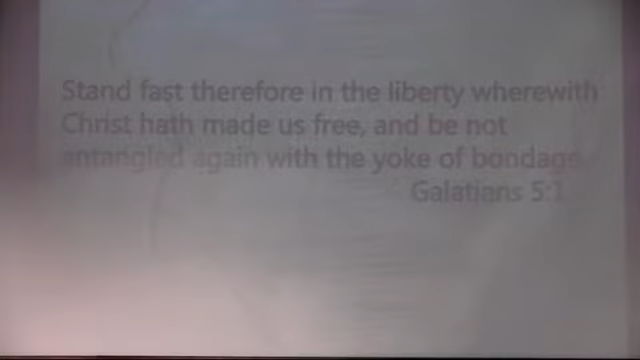 Stand fast therefore in the liberty wherewith
Christ hath made us free, and be not
entangled again with the yoke of bondage
Galatians 5:1